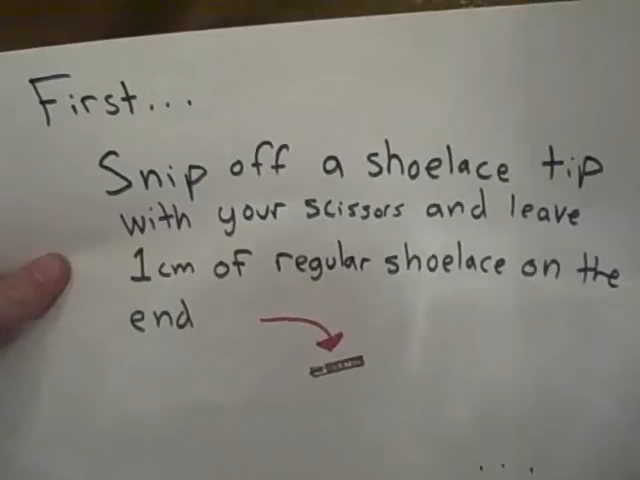 First...
Snip off a shoelace tip
with your scissors and leave
1cm of regular shoelace on the
end
...